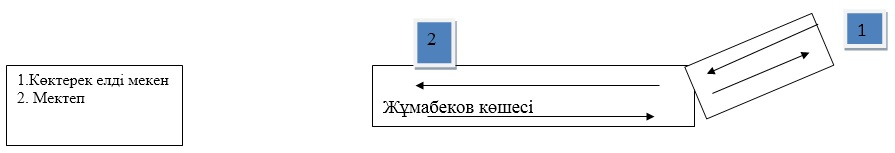 1.Көктерек елді мекен
2. Мектеп
2
Жұмабеков көшесі
1